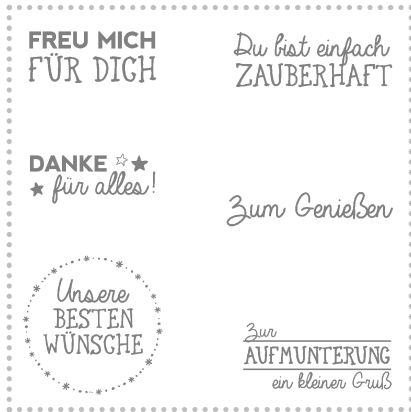 FREU MICH
FÜR DICH
Du bist einfach
ZAUBERHAFT
DANKE
für alles!
Zum Genießen
Unsere
BESTEN
WÜNSCHE
Zur
AUFMUNTERUNG
ein kleiner Gruß